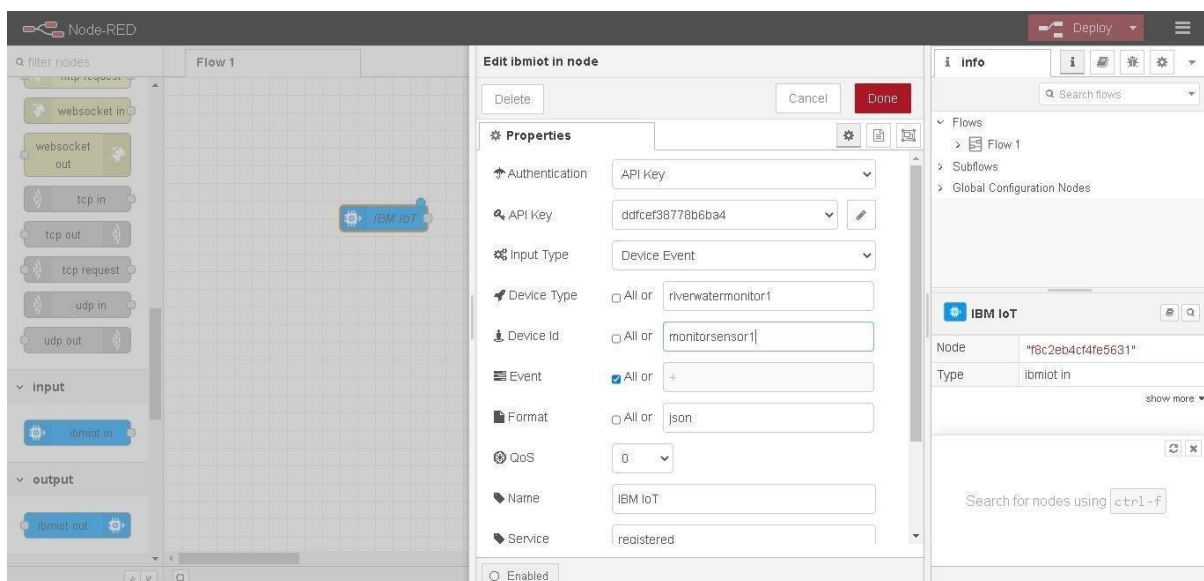 Node-RED
Deploy
filter nodes
http request
websocket in
websocket out
tcp in
tcp out
tcp request
udp in
udp out
input
ibmiot in
output
ibmiot out
Flow 1
IBM IoT
Edit ibmiot in node
Delete
Cancel
Done
Properties
Authentication
API Key
API Key
ddfcef38778b6ba4
Input Type
Device Event
Device Type
All or
riverwatermonitor1
Device Id
All or
monitorsensor1
Event
All or
+
Format
All or
json
QoS
0
Name
IBM IoT
Service
registered
Enabled
i info
i
Search flows
Flows
Flow 1
Subflows
Global Configuration Nodes
IBM IoT
Node
"f8c2eb4cf4fe5631"
Type
ibmiot in
show more
Search for nodes using ctrl-f